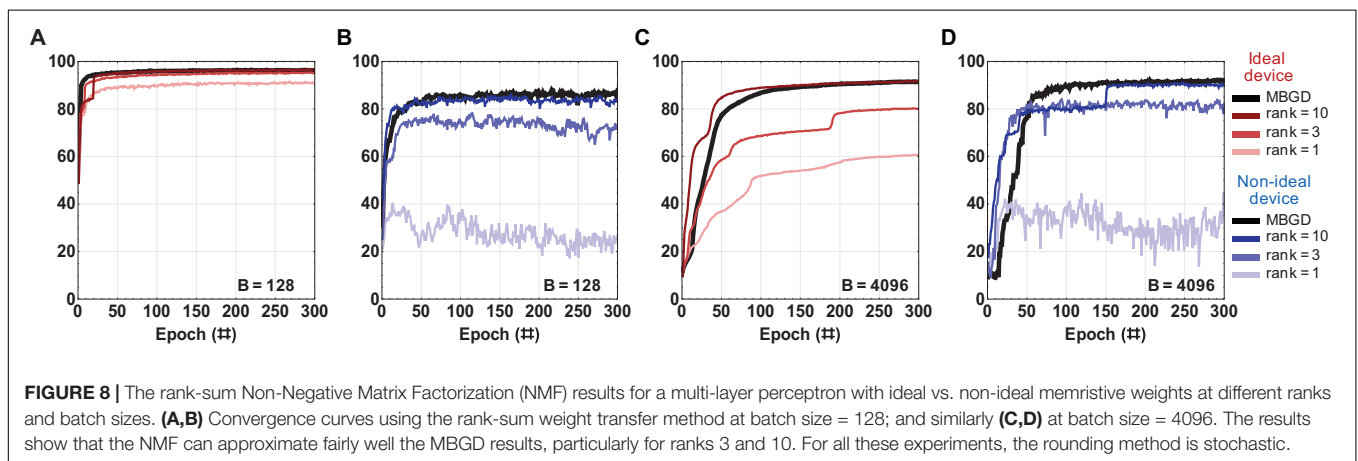 A
B
C
D
100
80
60
40
20
0
0 50 100 150 200 250 300
Epoch (#)
B = 128
100
80
60
40
20
0
0 50 100 150 200 250 300
Epoch (#)
B = 128
100
80
60
40
20
0
0 50 100 150 200 250 300
Epoch (#)
B = 4096
100
80
60
40
20
0
0 50 100 150 200 250 300
Epoch (#)
B = 4096
Ideal
device
MBGD
rank = 10
rank = 3
rank = 1
Non-ideal
device
MBGD
rank = 10
rank = 3
rank = 1
FIGURE 8 | The rank-sum Non-Negative Matrix Factorization (NMF) results for a multi-layer perceptron with ideal vs. non-ideal memristive weights at different ranks
and batch sizes. (A,B) Convergence curves using the rank-sum weight transfer method at batch size = 128; and similarly (C,D) at batch size = 4096. The results
show that the NMF can approximate fairly well the MBGD results, particularly for ranks 3 and 10. For all these experiments, the rounding method is stochastic.